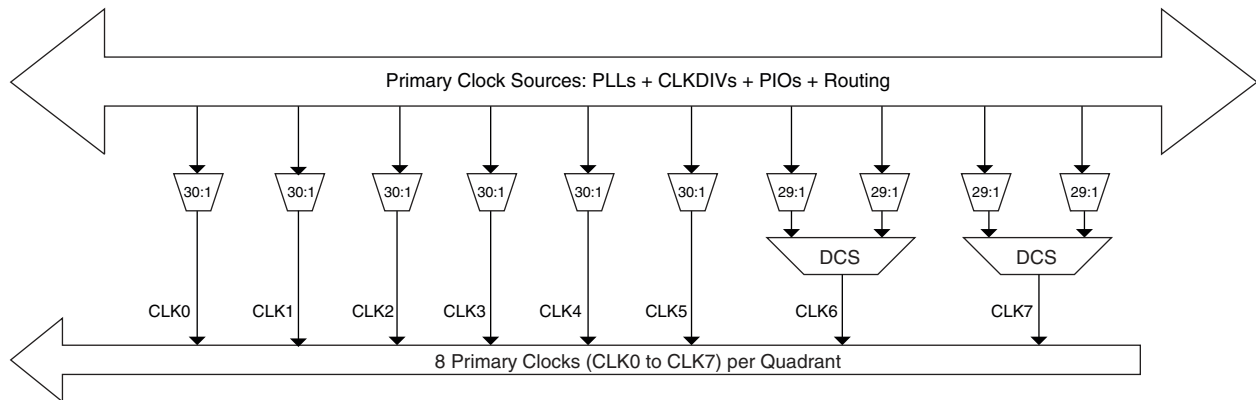 Primary Clock Sources: PLLs + CLKDIVs + PIOs + Routing
30:1 30:1 30:1 30:1 30:1 30:1 29:1 29:1 29:1 29:1
DCS DCS
CLK0 CLK1 CLK2 CLK3 CLK4 CLK5 CLK6 CLK7
8 Primary Clocks (CLK0 to CLK7) per Quadrant